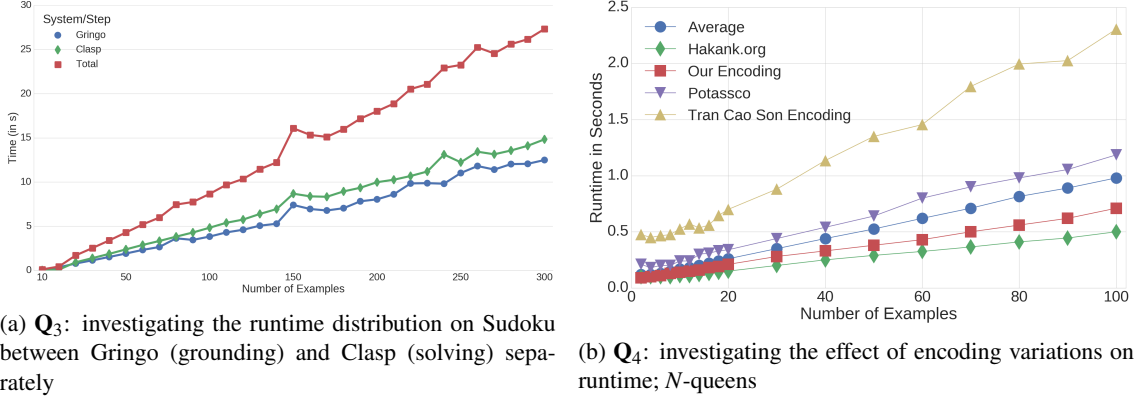 System/Step
Gringo
Clasp
Total
Time (in s)
30
25
20
15
10
5
0
10 50 100 150 200 250 300
Number of Examples
(a) Q3: investigating the runtime distribution on Sudoku
between Gringo (grounding) and Clasp (solving) sepa-
rately
Average
Hakank.org
Our Encoding
Potassco
Tran Cao Son Encoding
Runtime in Seconds
2.5
2.0
1.5
1.0
0.5
0.0
0 20 40 60 80 100
Number of Examples
(b) Q4: investigating the effect of encoding variations on
runtime; N-queens